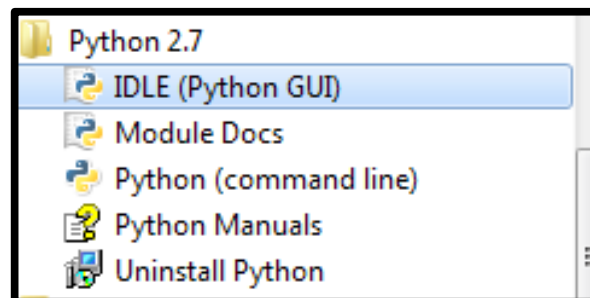 Python 2.7
IDLE (Python GUI)
Module Docs
Python (command line)
Python Manuals
Uninstall Python